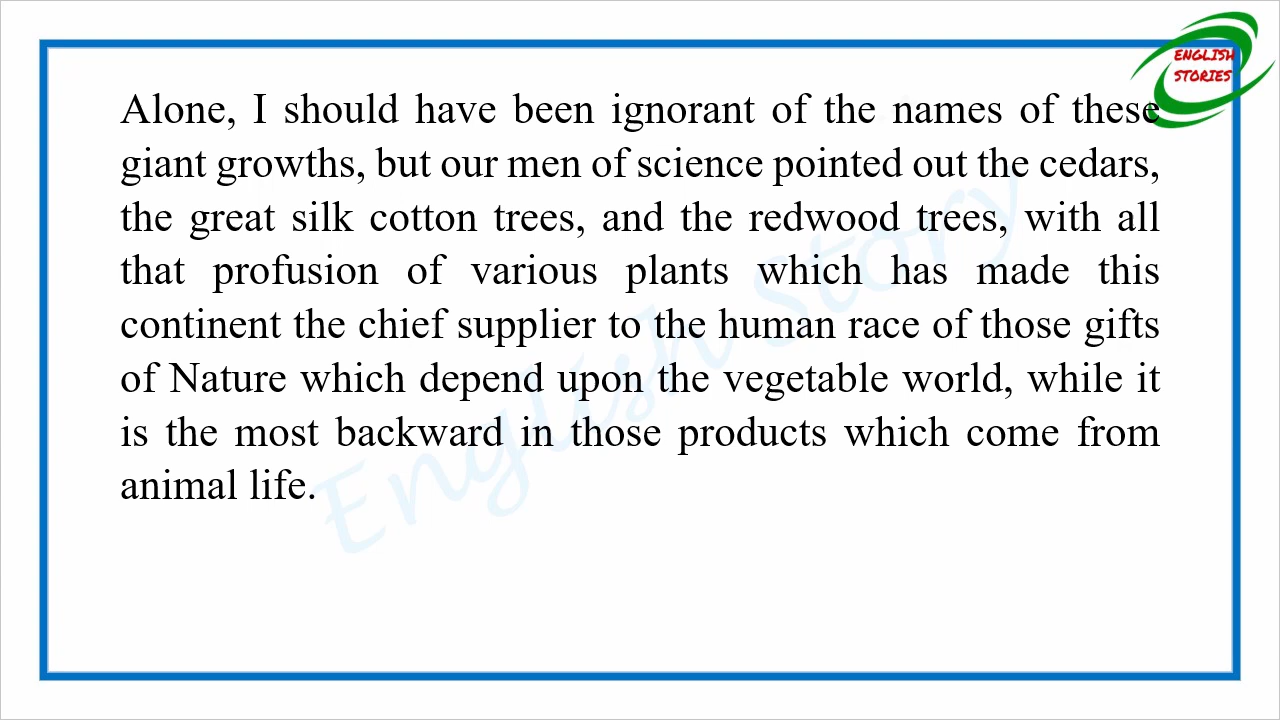 ENGLISH
STORIES
Alone, I should have been ignorant of the names of these
giant growths, but our men of science pointed out the cedars,
the great silk cotton trees, and the redwood trees, with all
that profusion of various plants which has made this
continent the chief supplier to the human race of those gifts
of Nature which depend upon the vegetable world, while it
is the most backward in those products which come from
animal life.
English Story